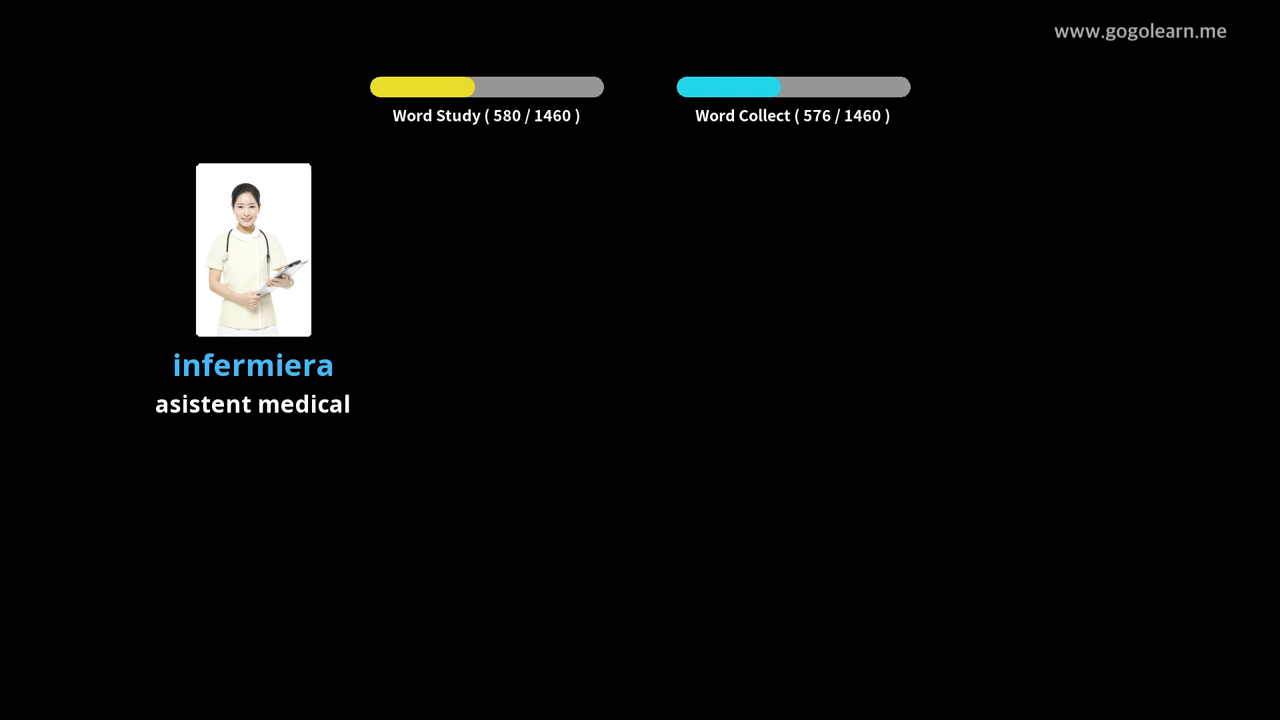 www.gogolearn.me
Word Study ( 580 / 1460 )
Word Collect ( 576 / 1460 )
infermiera
asistent medical